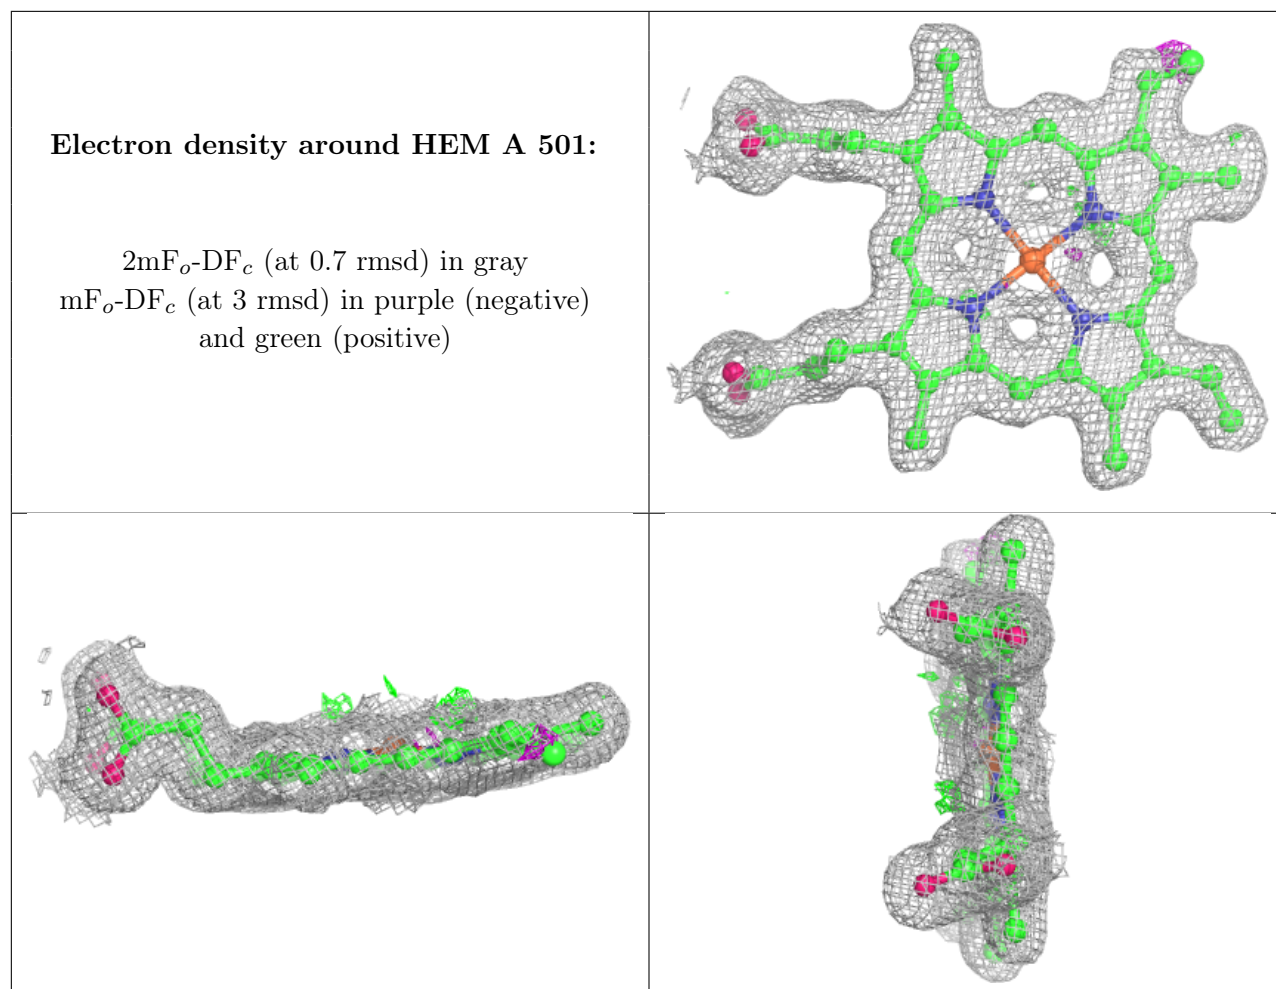 Electron density around HEM A 501:
2mFo-DFc (at 0.7 rmsd) in gray
mFo-DFc (at 3 rmsd) in purple (negative)
and green (positive)